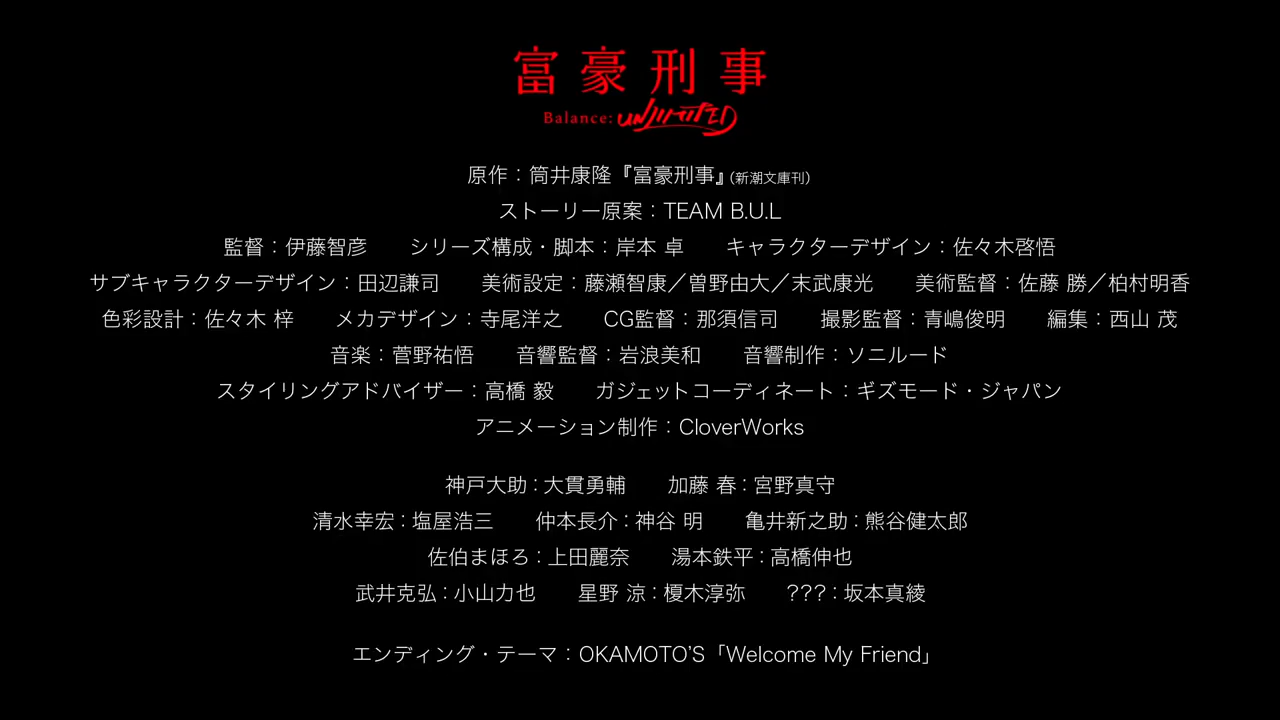 富豪刑事
Balance: UNLIMITED
原作：筒井康隆『富豪刑事』(新潮文庫刊)
ストーリー原案：TEAM B.U.L
監督：伊藤智彦　シリーズ構成・脚本：岸本 卓　キャラクターデザイン：佐々木啓悟
サブキャラクターデザイン：田辺謙司　美術設定：藤瀬智康／曽野由大／末武康光　美術監督：佐藤 勝／柏村明香
色彩設計：佐々木 梓　メカデザイン：寺尾洋之　CG監督：那須信司　撮影監督：青嶋俊明　編集：西山 茂
音楽：菅野祐悟　音響監督：岩浪美和　音響制作：ソニルード
スタイリングアドバイザー：高橋 毅　ガジェットコーディネート：ギズモード・ジャパン
アニメーション制作：CloverWorks
神戸大助：大貫勇輔　加藤 春：宮野真守
清水幸宏：塩屋浩三　仲本長介：神谷 明　亀井新之助：熊谷健太郎
佐伯まほろ：上田麗奈　湯本鉄平：高橋伸也
武井克弘：小山力也　星野 涼：榎木淳弥　???：坂本真綾
エンディング・テーマ：OKAMOTO'S「Welcome My Friend」